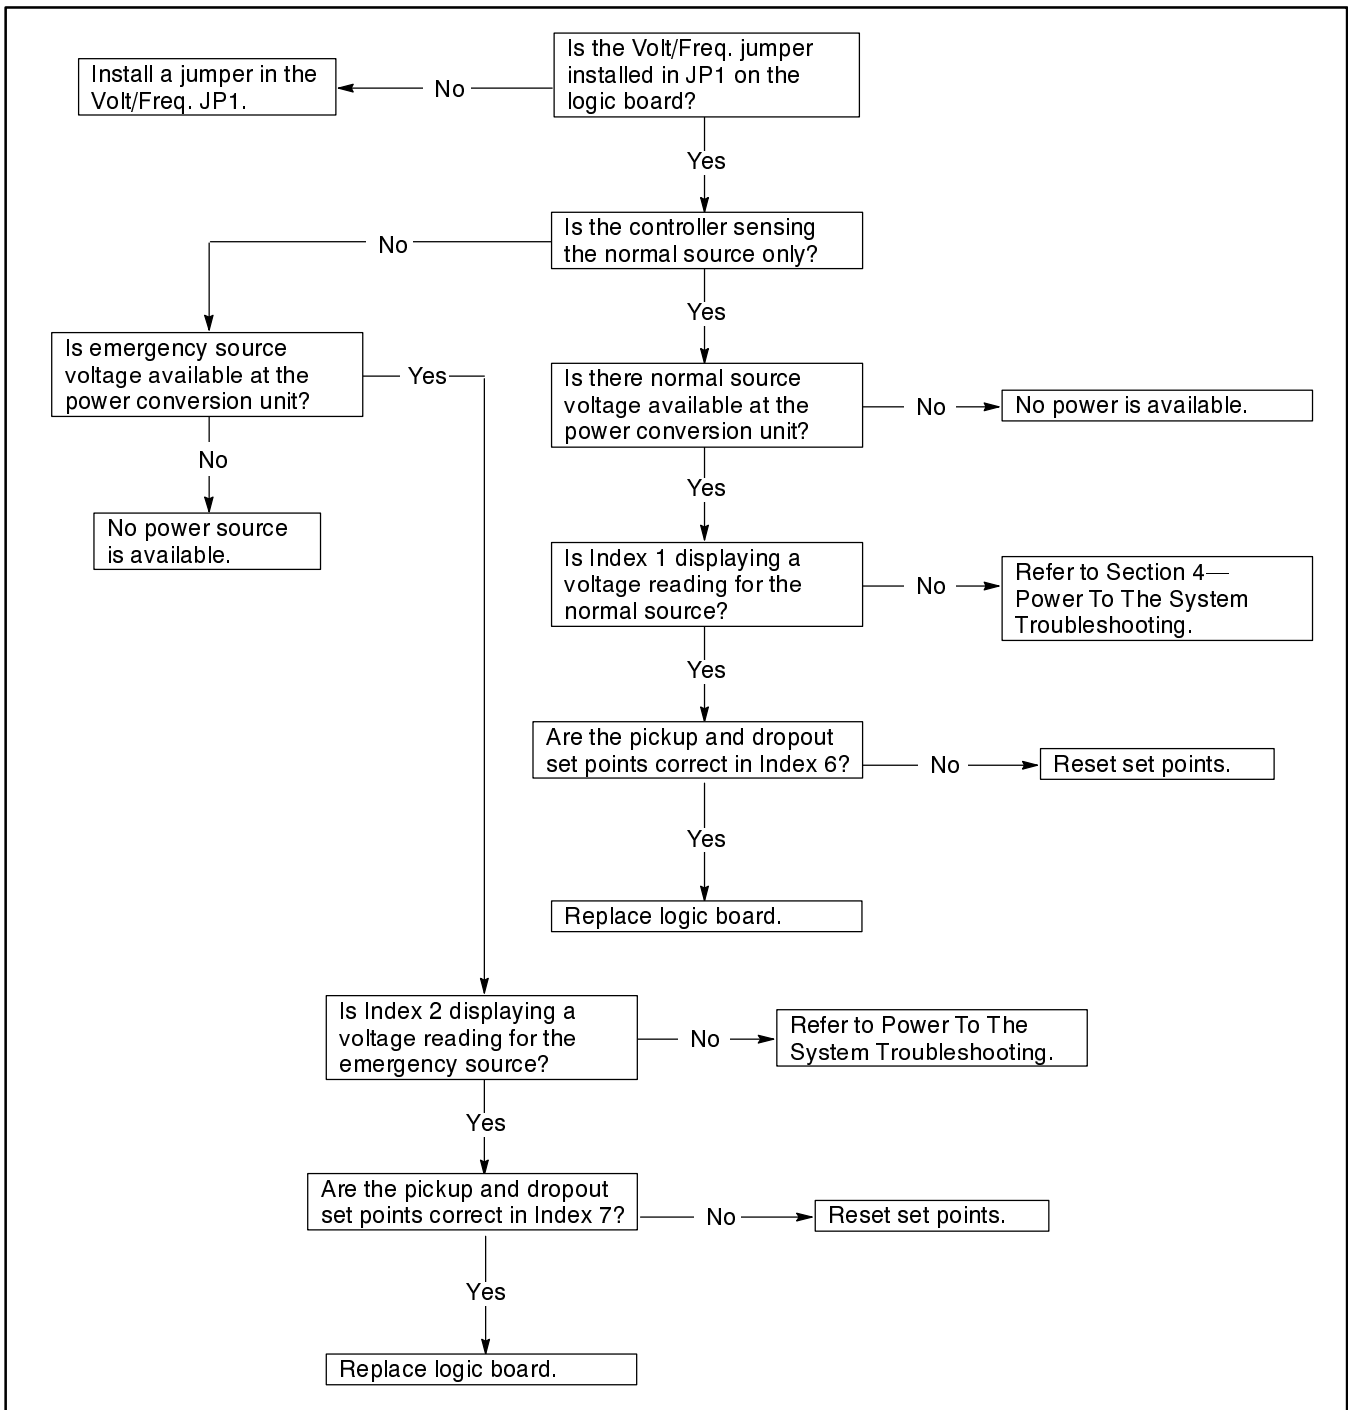 Is the Volt/Freq. jumper
installed in JP1 on the
logic board?
No
Install a jumper in the
Volt/Freq. JP1.
Yes
Is the controller sensing
the normal source only?
No
Yes
Is emergency source
voltage available at the
power conversion unit?
Yes
No
No power source
is available.
Is there normal source
voltage available at the
power conversion unit?
No
No power is available.
Yes
Is Index 1 displaying a
voltage reading for the
normal source?
No
Refer to Section 4—
Power To The System
Troubleshooting.
Yes
Are the pickup and dropout
set points correct in Index 6?
No
Reset set points.
Yes
Replace logic board.
Is Index 2 displaying a
voltage reading for the
emergency source?
No
Refer to Power To The
System Troubleshooting.
Yes
Are the pickup and dropout
set points correct in Index 7?
No
Reset set points.
Yes
Replace logic board.